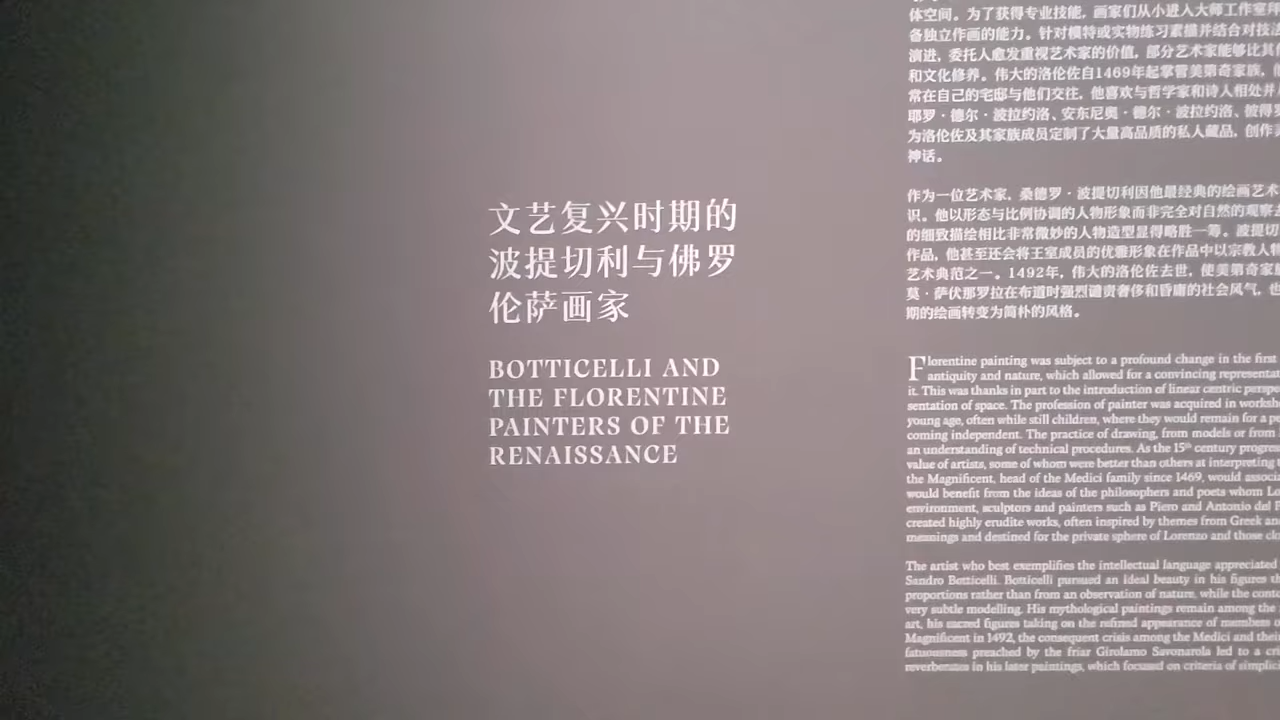 文艺复兴时期的
波提切利与佛罗
伦萨画家
BOTTICELLI AND
THE FLORENTINE
PAINTERS OF THE
RENAISSANCE
体空间。为了获得专业技能，画家们从小进入大师工作室
各独立作画的能力。针对模特或实物练习素描并结合对技
演进，委托人愈发重视艺术家的价值，部分艺术家能够比其
和文化修养。伟大的洛伦佐自1469年起掌管美第奇家族，
常在自己的宅邸与他们交往，他喜欢与哲学家和诗人相处并
耶罗·德尔·波拉约洛、安东尼奥·德尔·波拉约洛、彼得
为洛伦佐及其家族成员定制了大量高品质的私人藏品，创作
神话。
作为一位艺术家，桑德罗·波提切利因他最经典的绘画艺术
识。他以形态与比例协调的人物形象而非完全对自然的观察
的细致描绘相比非常微妙的人物造型显得略胜一筹。波提切
作品，他甚至还会将王室成员的优雅形象在作品中以宗教人
艺术典范之一。1492年，伟大的洛伦佐去世，使美第奇家
莫·萨伏那罗拉在布道时强烈谴责奢侈和昏庸的社会风气，也
期的绘画转变为简朴的风格。
Florentine painting was subject to a profound change in the first
antiquity and nature, which allowed for a convincing
it. This was thanks in part to the introduction of linear centric
sentation of space. The profession of painter was acquired in
young age, often while still children, where they would remain for a
coming independent. The practice of drawing, from models or from
an understanding of technical procedures. As the 15th century
value of artists, some of whom were better than others at interpreting
the Magnificent, head of the Medici family since 1469, would
would benefit from the ideas of the philosophers and poets whom
environment, sculptors and painters such as Piero and Antonio del
created highly erudite works, often inspired by themes from Greek
meanings and destined for the private sphere of Lorenzo and those
The artist who best exemplifies the intellectual language appreciated
Sandro Botticelli. Botticelli pursued an ideal beauty in his figures
proportions rather than from an observation of nature, while the
very subtle modelling. His mythological paintings remain among the
art, his sacred figures taking on the refined appearance of members
Magnificent in 1492, the consequent crisis among the Medici and
fatuousness preached by the friar Girolamo Savonarola led to a
reverberates in his later paintings, which focused on criteria of